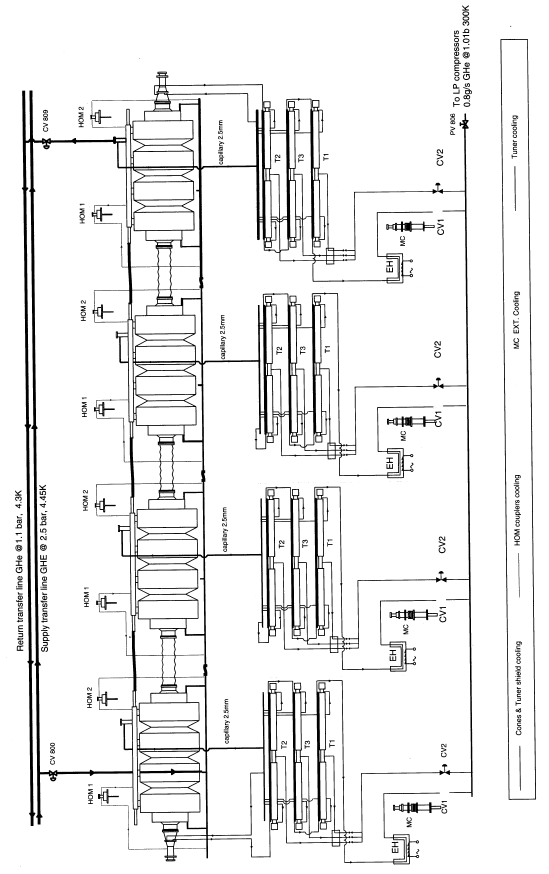 Return transfer line GHe @1.1 bar, 4.3K
Supply transfer line GHE @ 2.5 bar, 4.45K
CV 809
CV 800
HOM 2
HOM 1
HOM 2
HOM 1
HOM 2
HOM 1
HOM 2
HOM 1
capillary 2.5mm
capillary 2.5mm
capillary 2.5mm
capillary 2.5mm
T2
T3
T1
T2
T3
T1
T2
T3
T1
T2
T3
T1
EH
MC
CV1
CV2
EH
MC
CV1
CV2
EH
MC
CV1
CV2
EH
MC
CV1
CV2
PV 806
To LP compressors
0.8g/s GHe @1.01b 300K
Cones & Tuner shield cooling
HOM couplers cooling
MC EXT. Cooling
Tuner cooling